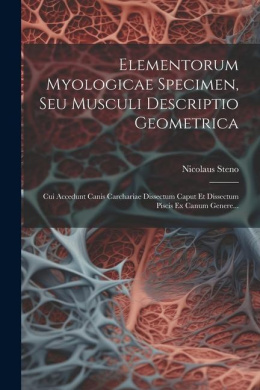 Elementorum
Myologicae Specimen,
Seu Musculi Descriptio
Geometrica
Nicolaus Steno
Cui Accedunt Canis Carchariae Dissectum Caput Et Dissectum
Piscis Ex Canum Genere...